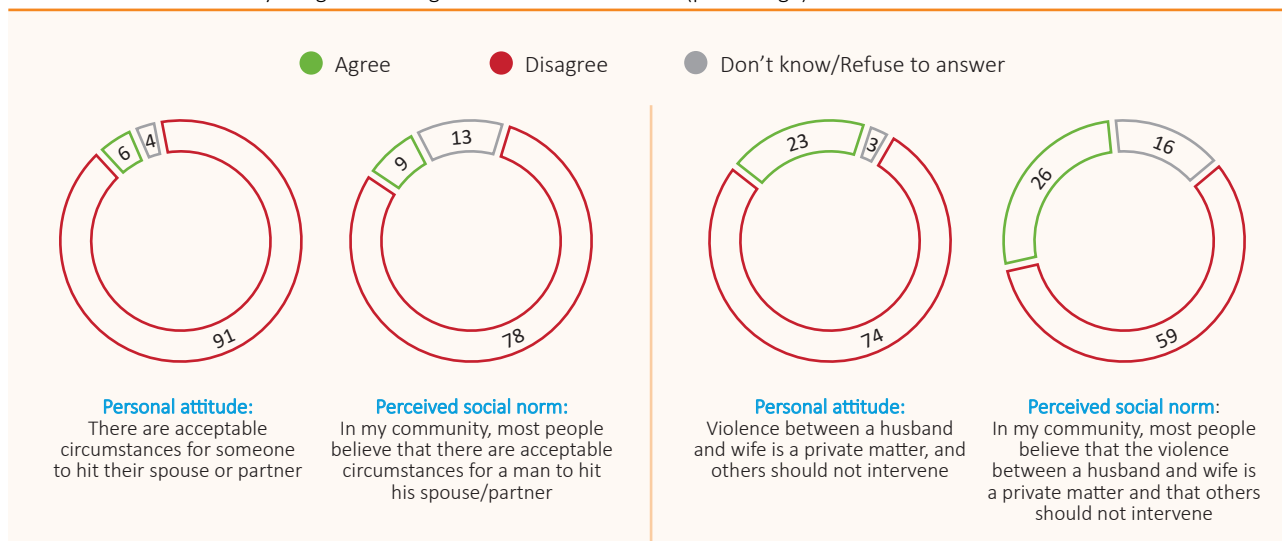 Agree
Disagree
Don't know/Refuse to answer
6
4
91
9
13
78
23
3
74
26
16
59
Personal attitude:
There are acceptable
circumstances for someone
to hit their spouse or partner
Perceived social norm:
In my community, most people
believe that there are acceptable
circumstances for a man to hit
his spouse/partner
Personal attitude:
Violence between a husband
and wife is a private matter, and
others should not intervene
Perceived social norm:
In my community, most people
believe that the violence
between a husband and wife is
a private matter and that others
should not intervene